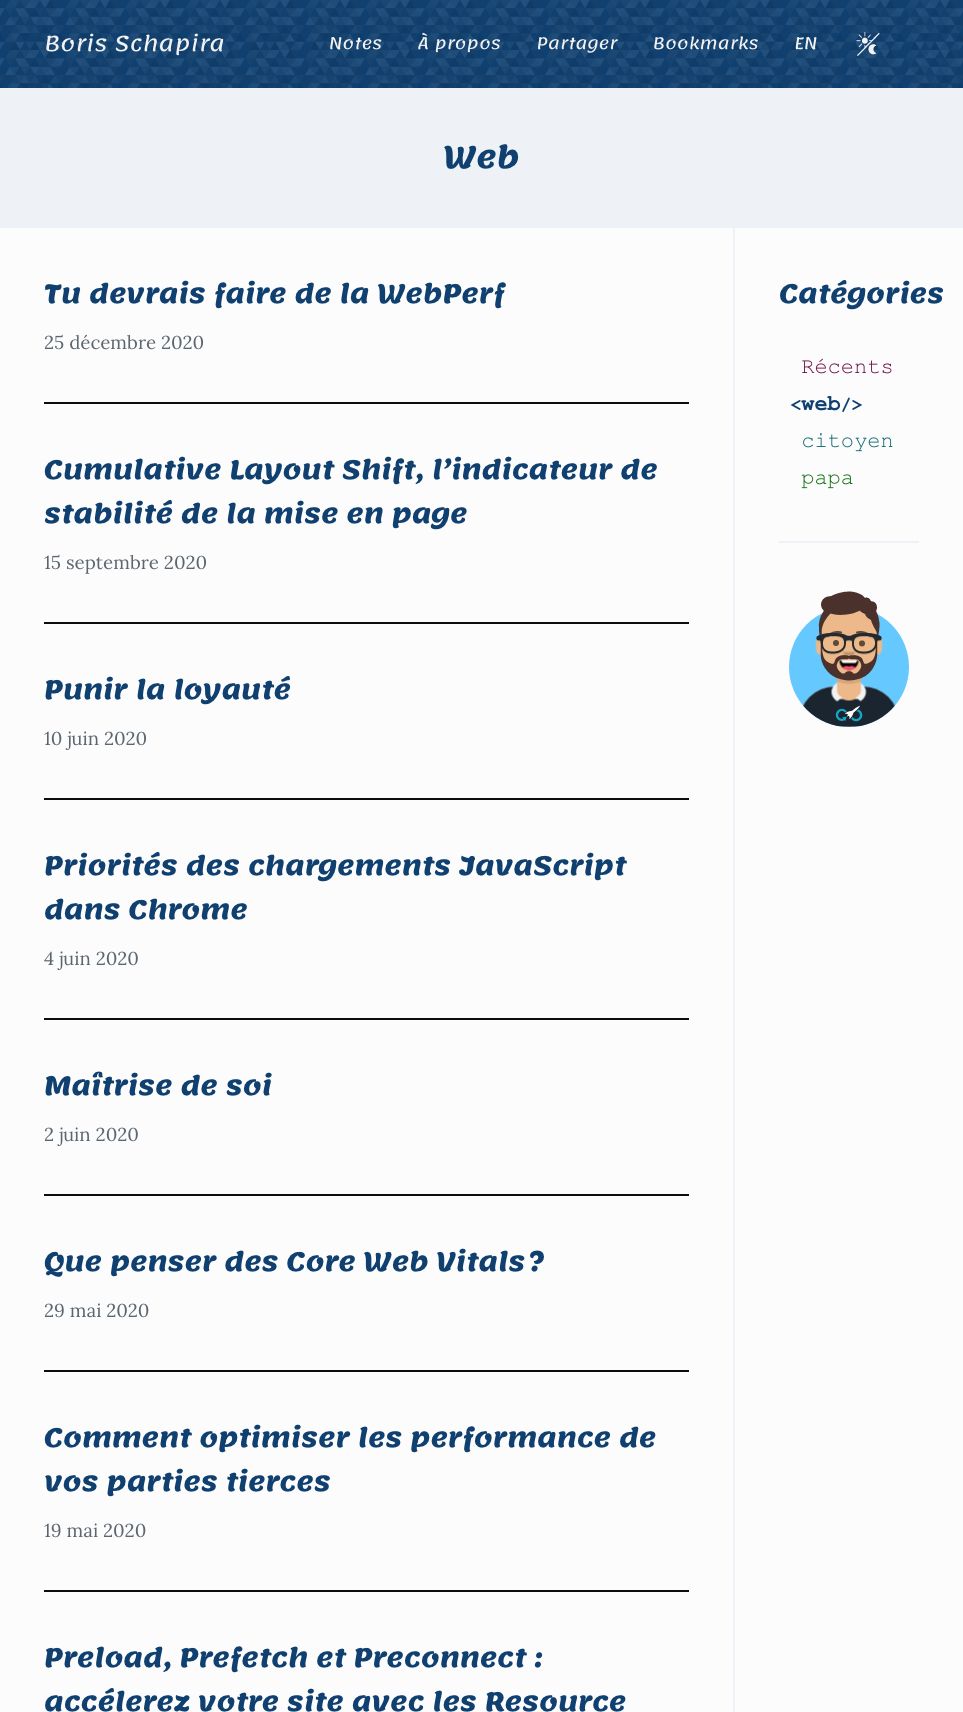 Boris Schapira
Notes À propos Partager Bookmarks EN
Web
Tu devrais faire de la WebPerf
25 décembre 2020
Cumulative Layout Shift, l’indicateur de
stabilité de la mise en page
15 septembre 2020
Punir la loyauté
10 juin 2020
Priorités des chargements JavaScript
dans Chrome
4 juin 2020
Maîtrise de soi
2 juin 2020
Que penser des Core Web Vitals ?
29 mai 2020
Comment optimiser les performance de
vos parties tierces
19 mai 2020
Preload, Prefetch et Preconnect :
accélerez votre site avec les Resource
Catégories
Récents
<web/>
citoyen
papa